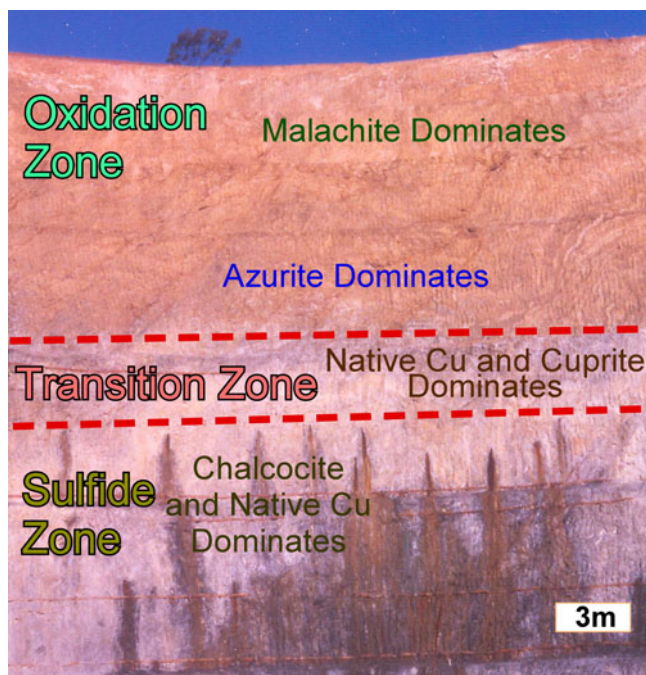 Oxidation
Zone
Malachite Dominates
Azurite Dominates
Transition Zone
Native Cu and Cuprite
Dominates
Sulfide
Zone
Chalcocite
and Native Cu
Dominates
3m